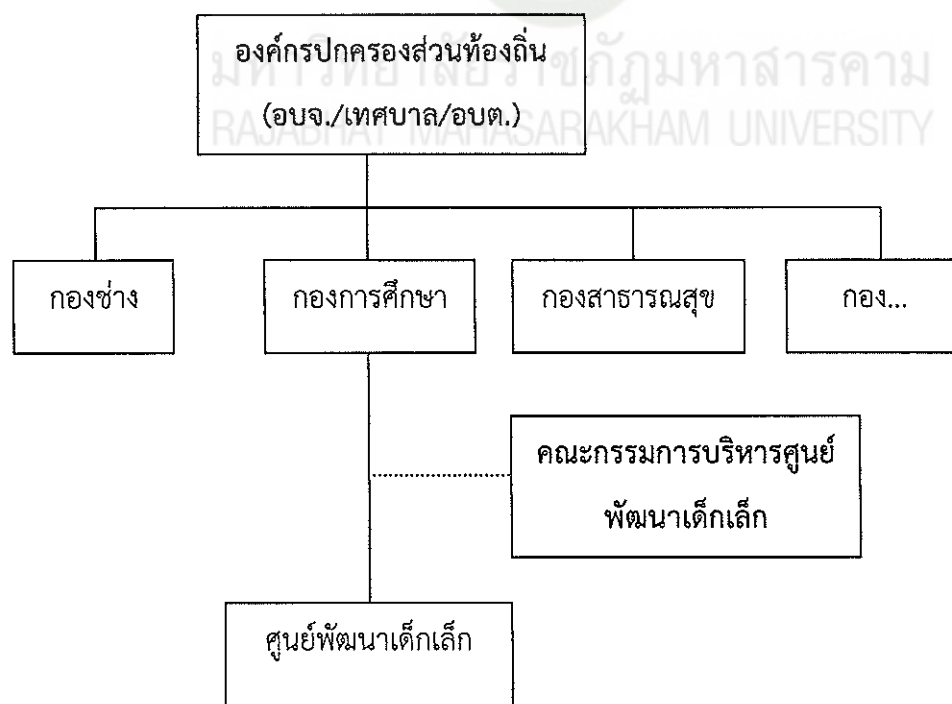 องค์กรปกครองส่วนท้องถิ่น
(อบจ./เทศบาล/อบต.)
มหาวิทยาลัยราชภัฏมหาสารคาม
RAJABHAT MAHASARAKHAM UNIVERSITY
กองช่าง
กองการศึกษา
กองสาธารณสุข
กอง...
คณะกรรมการบริหารศูนย์
พัฒนาเด็กเล็ก
ศูนย์พัฒนาเด็กเล็ก